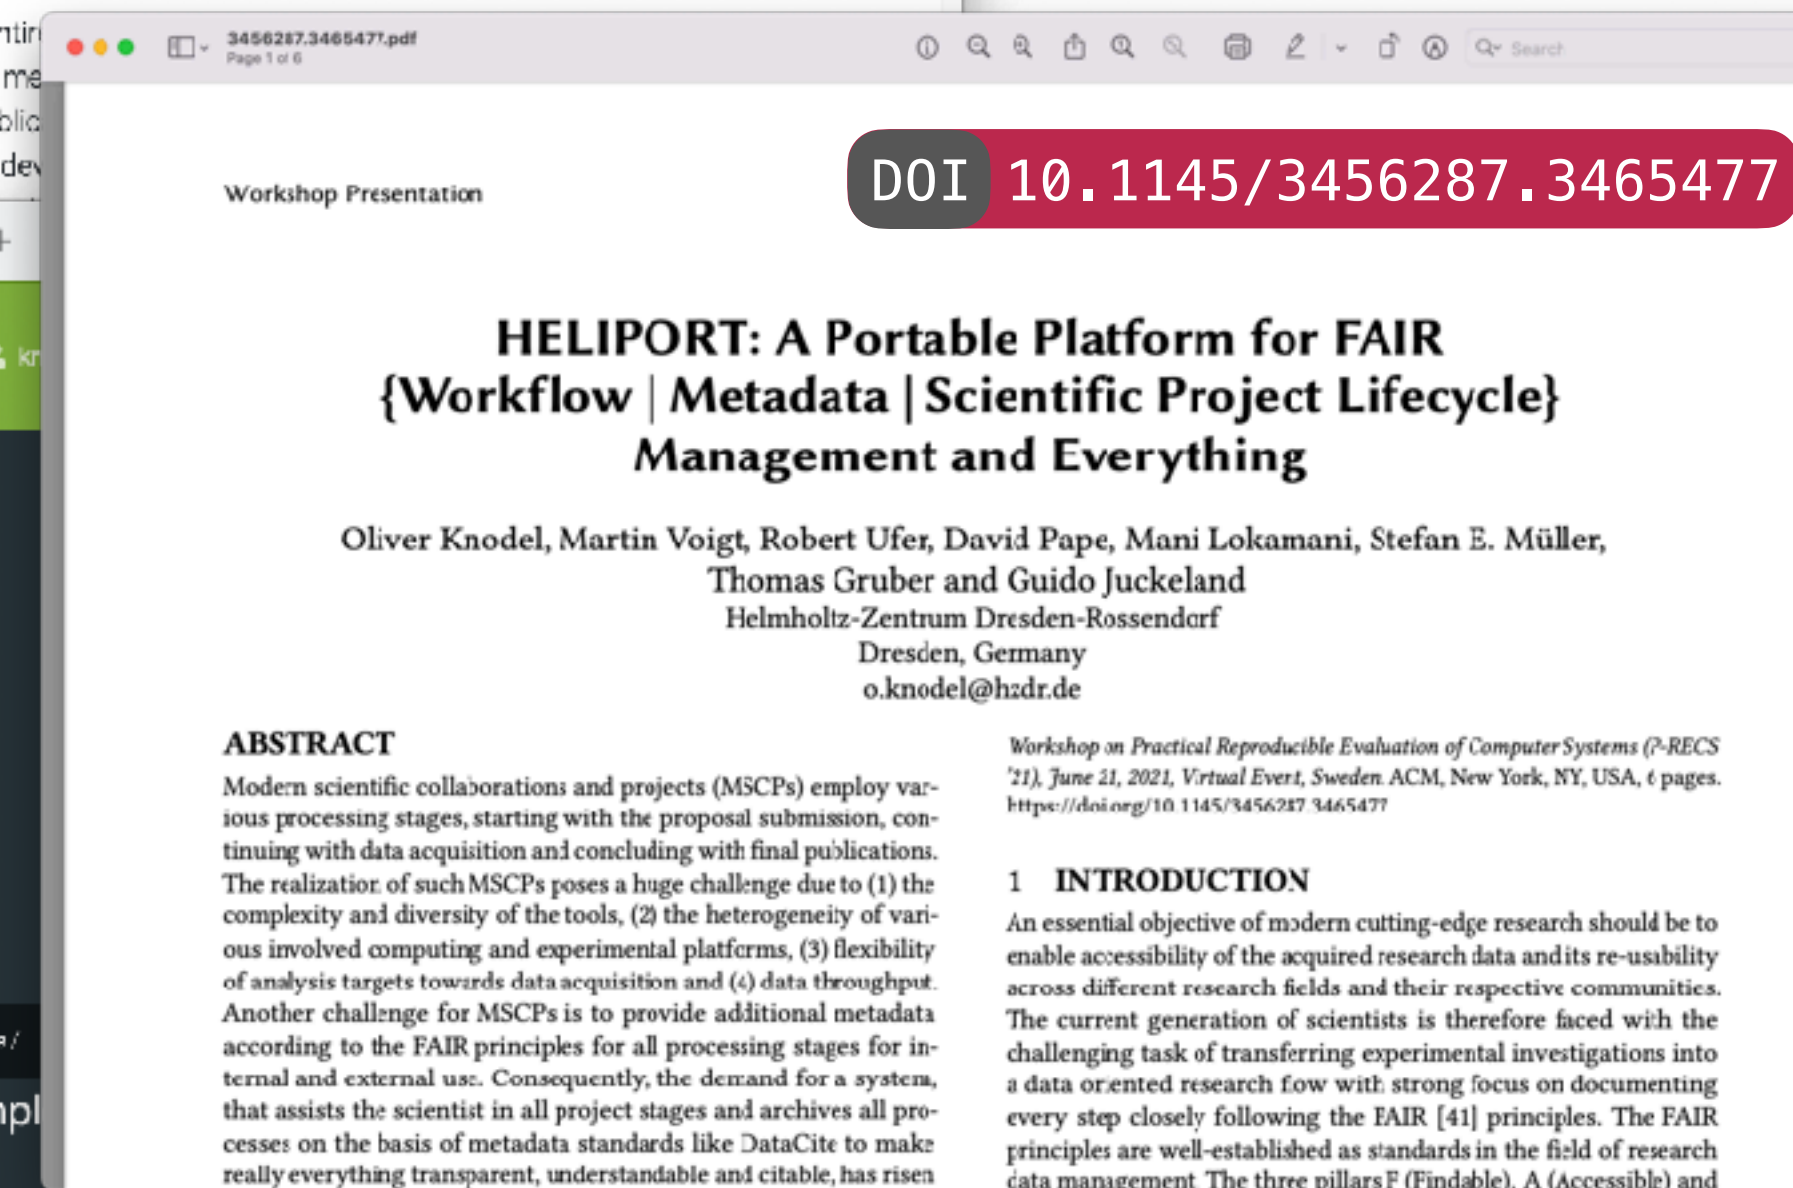 3456287.3465477.pdf
Page 1 of 6
Search
DOI 10.1145/3456287.3465477
Workshop Presentation
HELIPORT: A Portable Platform for FAIR
{Workflow | Metadata | Scientific Project Lifecycle}
Management and Everything
Oliver Knodel, Martin Voigt, Robert Ufer, David Pape, Mani Lokamani, Stefan E. Müller,
Thomas Gruber and Guido Juckeland
Helmholtz-Zentrum Dresden-Rossendorf
Dresden, Germany
o.knodel@hzdr.de
ABSTRACT
Modern scientific collaborations and projects (MSCPs) employ var-
ious processing stages, starting with the proposal submission, con-
tinuing with data acquisition and concluding with final publications.
The realization of such MSCPs poses a huge challenge due to (1) the
complexity and diversity of the tools, (2) the heterogeneity of vari-
ous involved computing and experimental platforms, (3) flexibility
of analysis targets towards data acquisition and (4) data throughput.
Another challenge for MSCPs is to provide additional metadata
according to the FAIR principles for all processing stages for in-
ternal and external use. Consequently, the demand for a system,
that assists the scientist in all project stages and archives all pro-
cesses on the basis of metadata standards like DataCite to make
really everything transparent, understandable and citable, has risen
Workshop on Practical Reproducible Evaluation of Computer Systems (P-RECS
'21), June 21, 2021, Virtual Event, Sweden. ACM, New York, NY, USA, 6 pages.
https://doi.org/10.1145/3456287.3465477
1 INTRODUCTION
An essential objective of modern cutting-edge research should be to
enable accessibility of the acquired research data and its re-usability
across different research fields and their respective communities.
The current generation of scientists is therefore faced with the
challenging task of transferring experimental investigations into
a data oriented research flow with strong focus on documenting
every step closely following the FAIR [41] principles. The FAIR
principles are well-established as standards in the field of research
data management. The three pillars F (Findable), A (Accessible) and